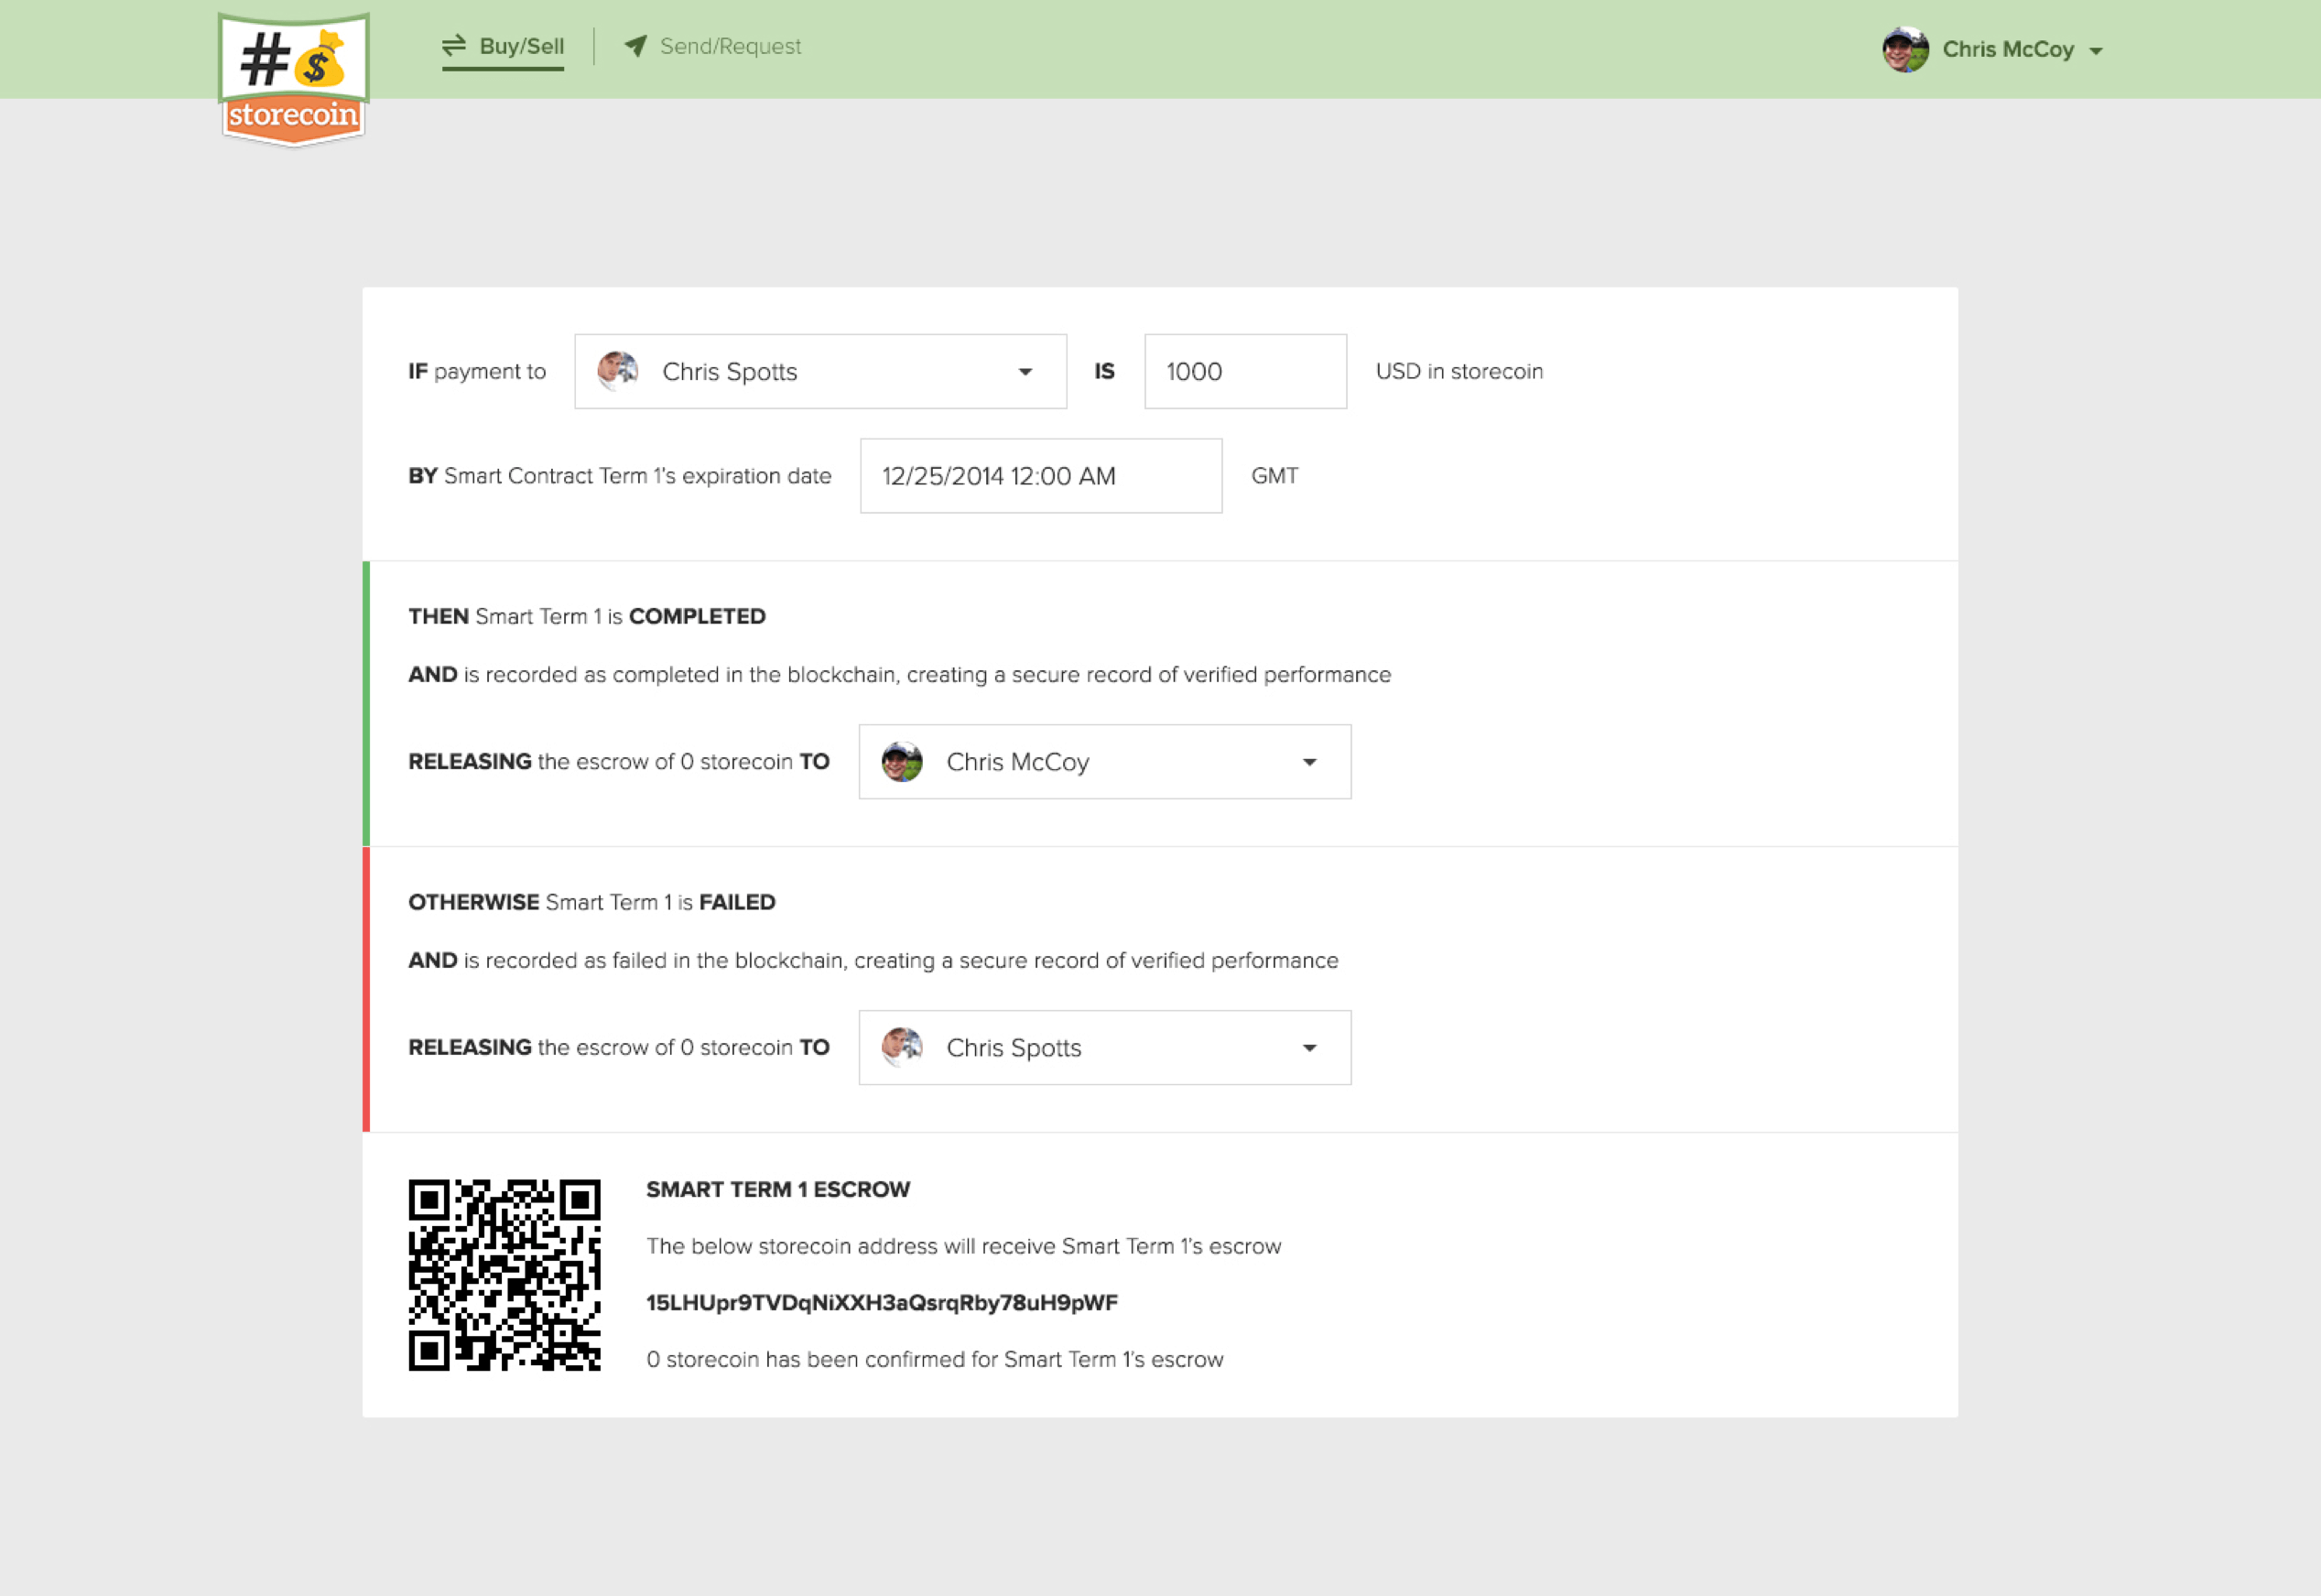 #
storecoin
Buy/Sell
Send/Request
Chris McCoy
IF payment to Chris Spotts IS 1000 USD in storecoin
BY Smart Contract Term 1's expiration date 12/25/2014 12:00 AM GMT
THEN Smart Term 1 is COMPLETED
AND is recorded as completed in the blockchain, creating a secure record of verified performance
RELEASING the escrow of 0 storecoin TO Chris McCoy
OTHERWISE Smart Term 1 is FAILED
AND is recorded as failed in the blockchain, creating a secure record of verified performance
RELEASING the escrow of 0 storecoin TO Chris Spotts
SMART TERM 1 ESCROW
The below storecoin address will receive Smart Term 1's escrow
15LHUpr9TVDqNiXXH3aQsrqRby78uH9pWF
0 storecoin has been confirmed for Smart Term 1's escrow